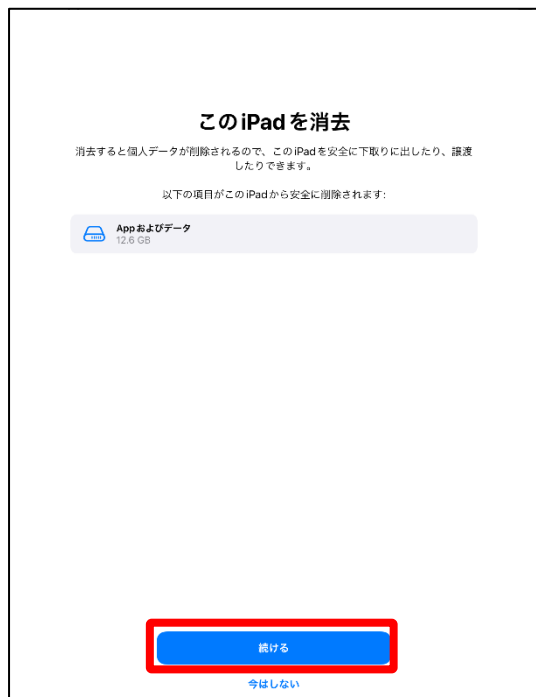 このiPadを消去
消去すると個人データが削除されるので、このiPadを安全に下取りに出したり、譲渡
したりできます。
以下の項目がこのiPadから安全に削除されます:
Appおよびデータ
12.6 GB
続ける
今はしない